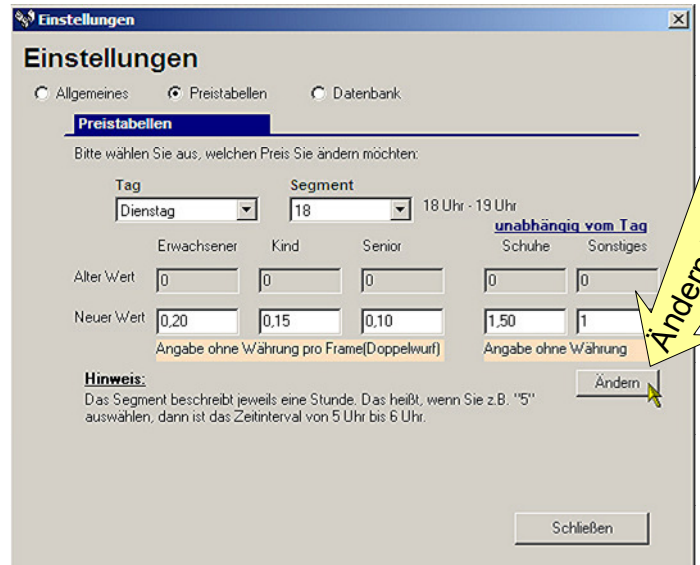 Einstellungen
Einstellungen
Allgemeines Preistabellen Datenbank
Preistabellen
Bitte wählen Sie aus, welchen Preis Sie ändern möchten:
Tag Segment
Dienstag 18 18 Uhr - 19 Uhr
unabhängig vom Tag
Erwachsener Kind Senior Schuhe Sonstiges
Alter Wert 0 0 0 0 0
Neuer Wert 0,20 0,15 0,10 1,50 1
Angabe ohne Währung pro Frame(Doppelwurf) Angabe ohne Währung
Ändern
Hinweis:
Das Segment beschreibt jeweils eine Stunde. Das heißt, wenn Sie z.B. "5"
auswählen, dann ist das Zeitinterval von 5 Uhr bis 6 Uhr.
Ändern
Schließen